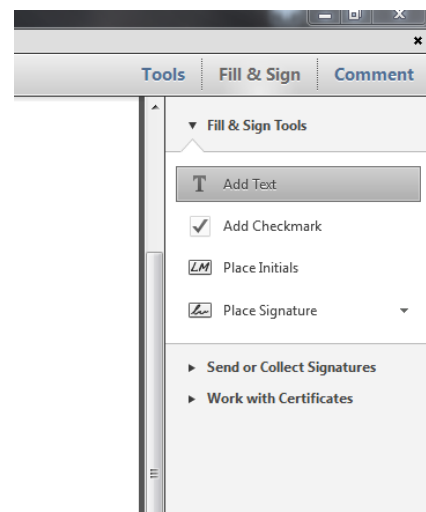 Tools Fill & Sign Comment
Fill & Sign Tools
T Add Text
Add Checkmark
LM Place Initials
Place Signature
Send or Collect Signatures
Work with Certificates